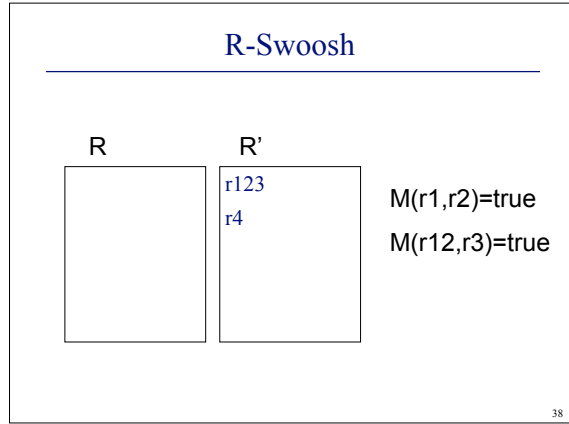 R-Swoosh
R
R’
r123
r4
M(r1,r2)=true
M(r12,r3)=true
38